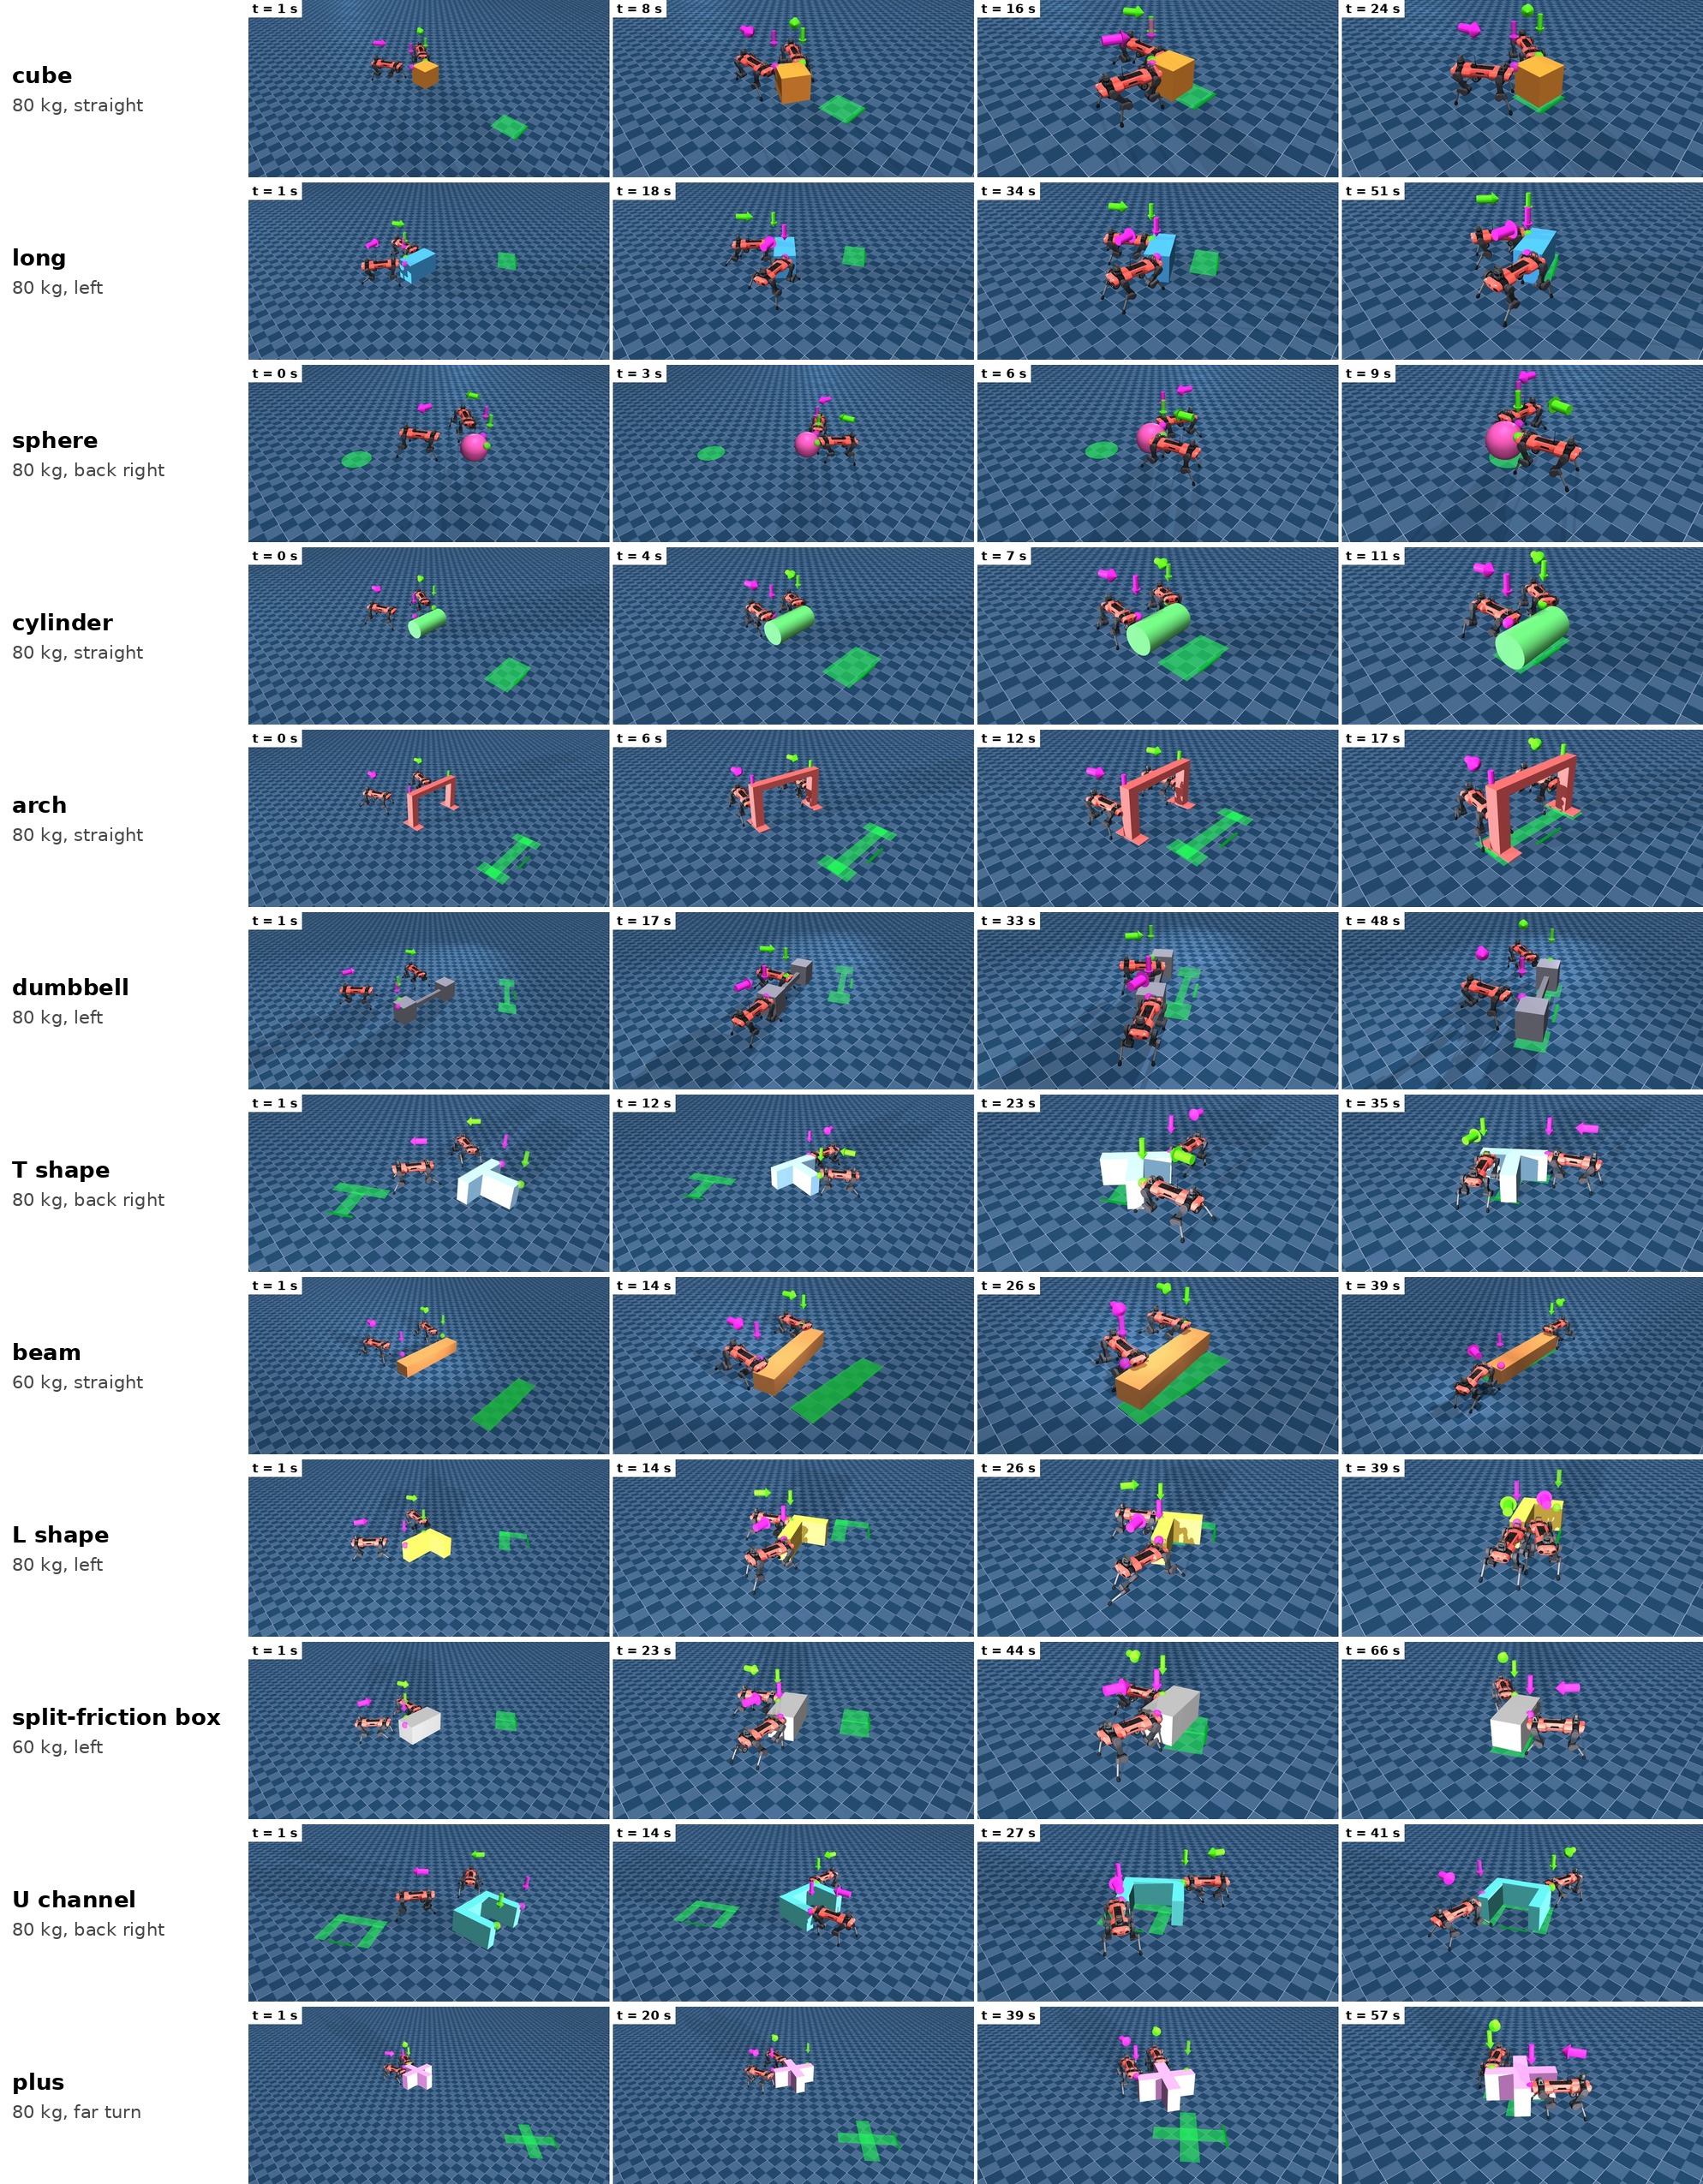 t = 1 s
t = 8 s
t = 16 s
t = 24 s
cube
80 kg, straight
t = 1 s
t = 18 s
t = 34 s
t = 51 s
long
80 kg, left
t = 0 s
t = 3 s
t = 6 s
t = 9 s
sphere
80 kg, back right
t = 0 s
t = 4 s
t = 7 s
t = 11 s
cylinder
80 kg, straight
t = 0 s
t = 6 s
t = 12 s
t = 17 s
arch
80 kg, straight
t = 1 s
t = 17 s
t = 33 s
t = 48 s
dumbbell
80 kg, left
t = 1 s
t = 12 s
t = 23 s
t = 35 s
T shape
80 kg, back right
t = 1 s
t = 14 s
t = 26 s
t = 39 s
beam
60 kg, straight
t = 1 s
t = 14 s
t = 26 s
t = 39 s
L shape
80 kg, left
t = 1 s
t = 23 s
t = 44 s
t = 66 s
split-friction box
60 kg, left
t = 1 s
t = 14 s
t = 27 s
t = 41 s
U channel
80 kg, back right
t = 1 s
t = 20 s
t = 39 s
t = 57 s
plus
80 kg, far turn